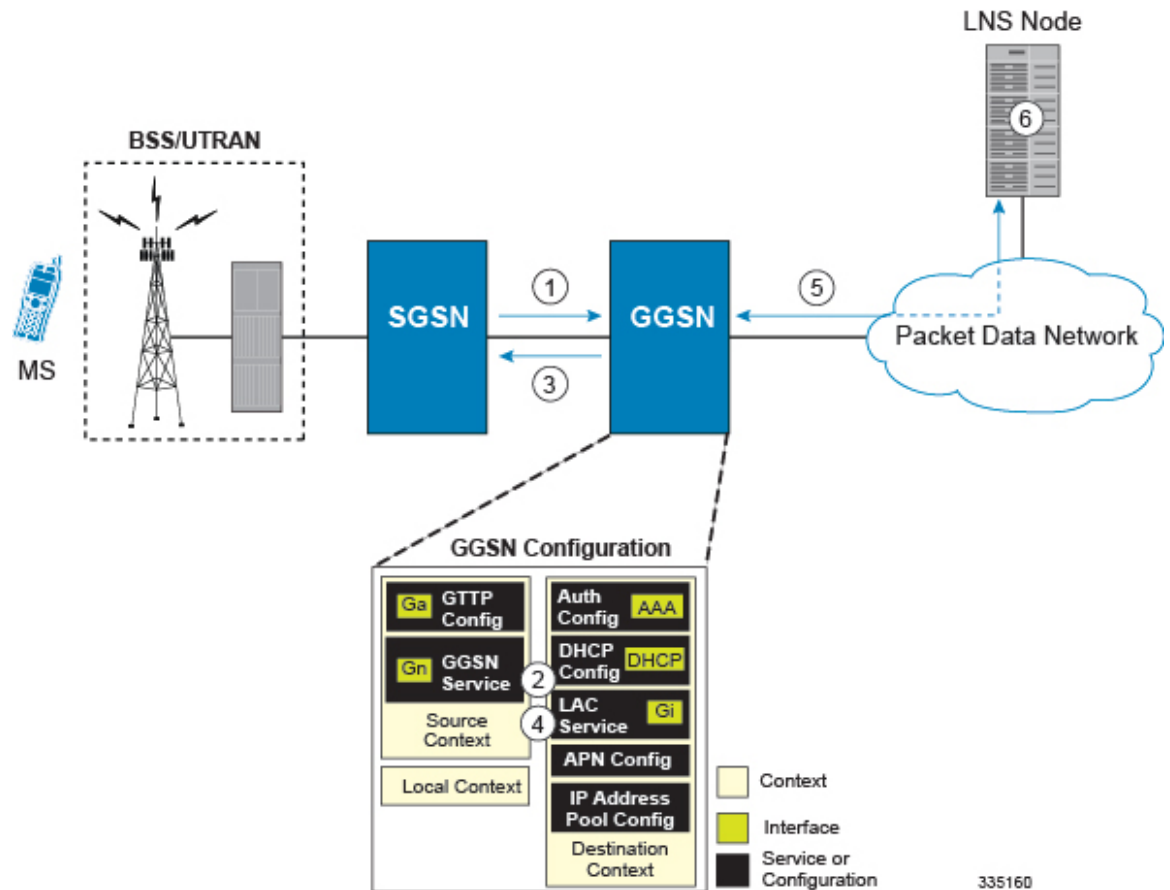 LNS Node
6
BSS/UTRAN
MS
SGSN
1
3
GGSN
5
Packet Data Network
GGSN Configuration
Ga
GTTP
Config
Gn
GGSN
Service
Source
Context
Local Context
2
4
Auth
Config
AAA
DHCP
Config
DHCP
LAC
Service
Gi
APN Config
IP Address
Pool Config
Destination
Context
Context
Interface
Service or
Configuration
335160